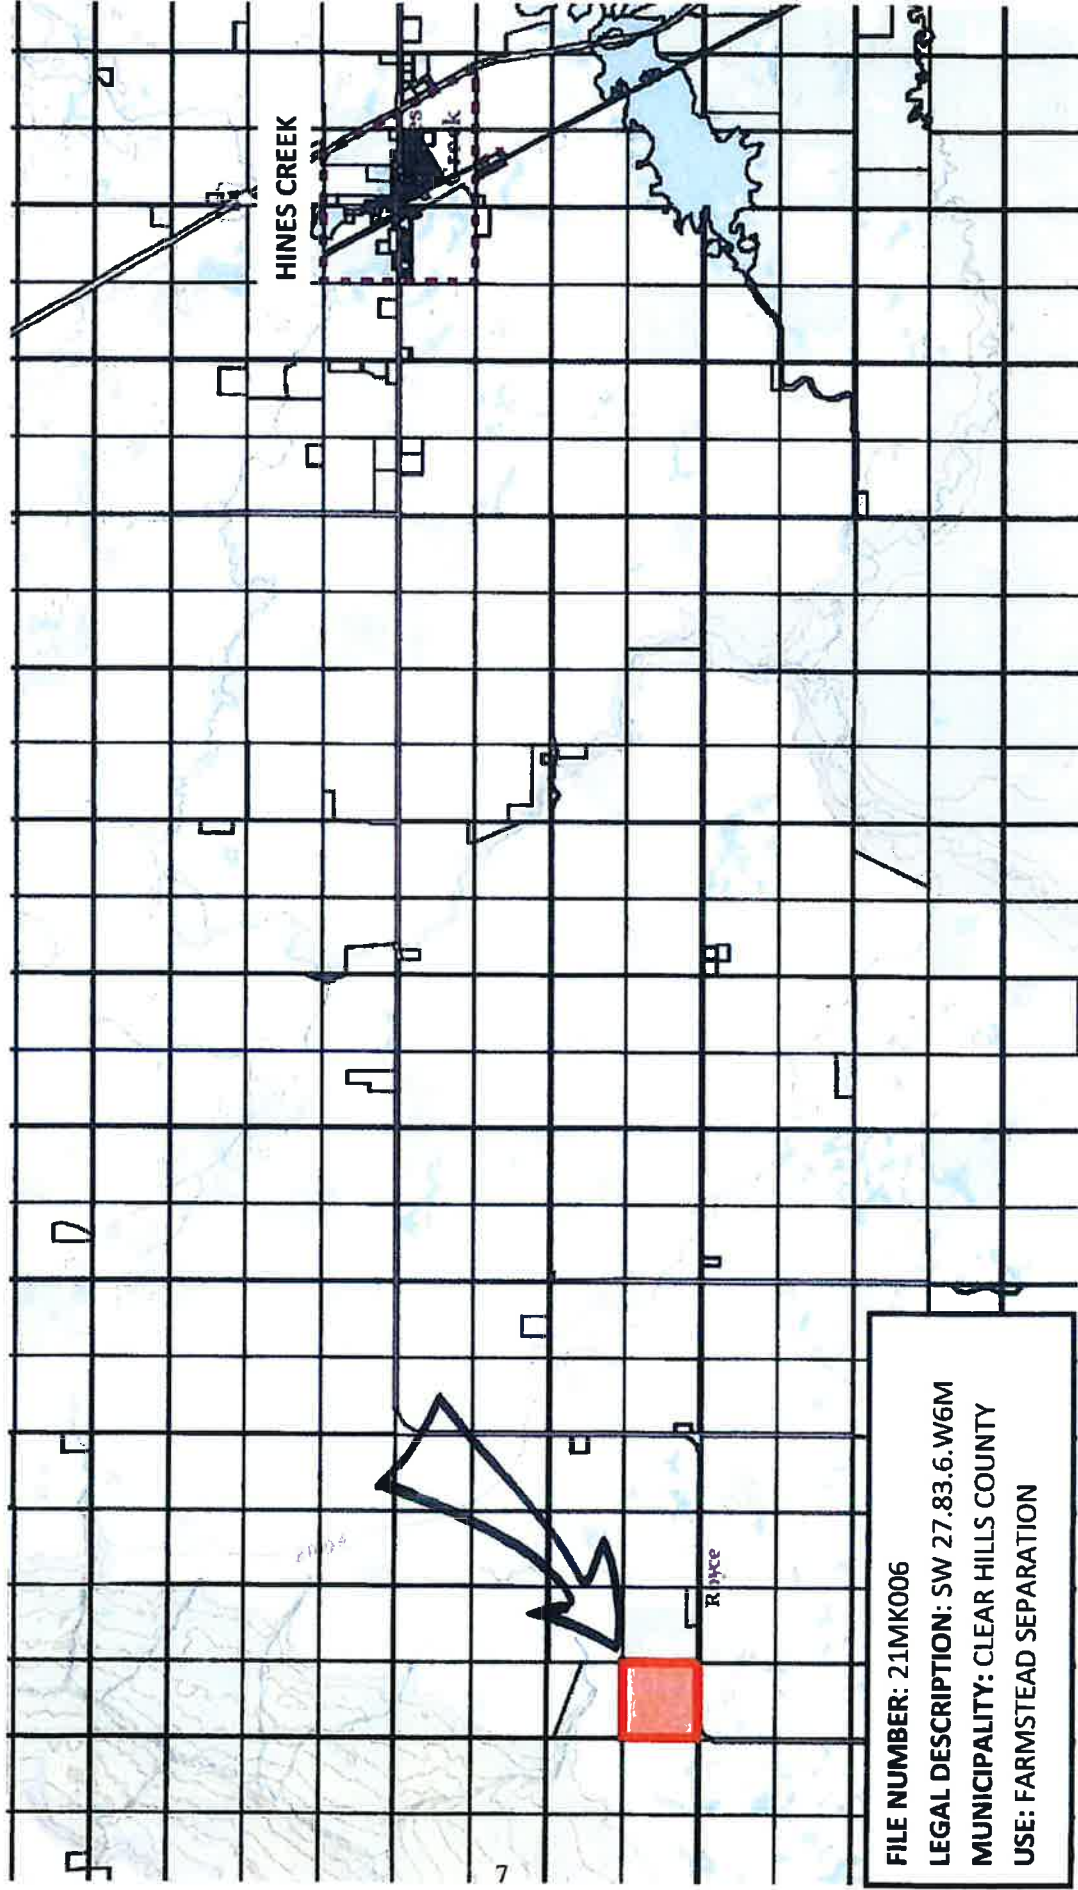 HINES CREEK
Royce
FILE NUMBER: 21MK006
LEGAL DESCRIPTION: SW 27.83.6.W6M
MUNICIPALITY: CLEAR HILLS COUNTY
USE: FARMSTEAD SEPARATION
7